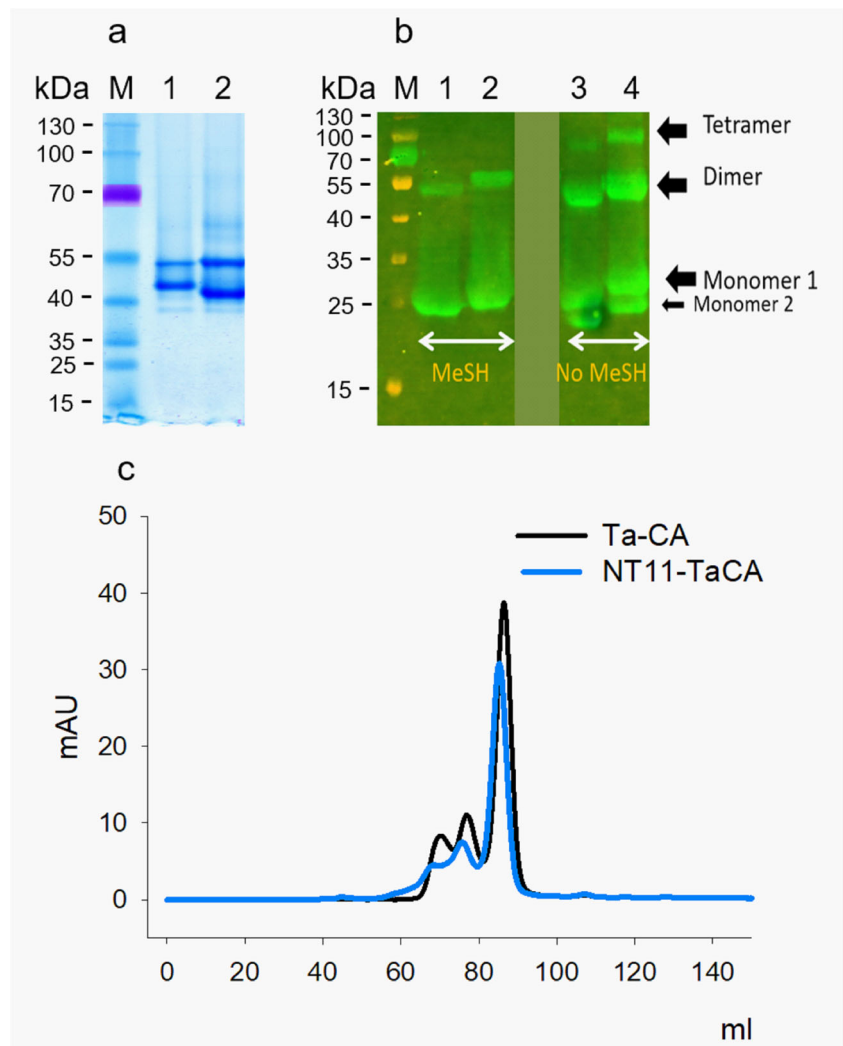 a
kDa M 1 2
130
100
70
55
40
35
25
15
b
kDa M 1 2 3 4
130
100
70
55
40
35
25
15
Tetramer
Dimer
Monomer 1
Monomer 2
MeSH
No MeSH
c
50
40
30
20
10
0
mAU
Ta-CA
NT11-TaCA
0 20 40 60 80 100 120 140
ml